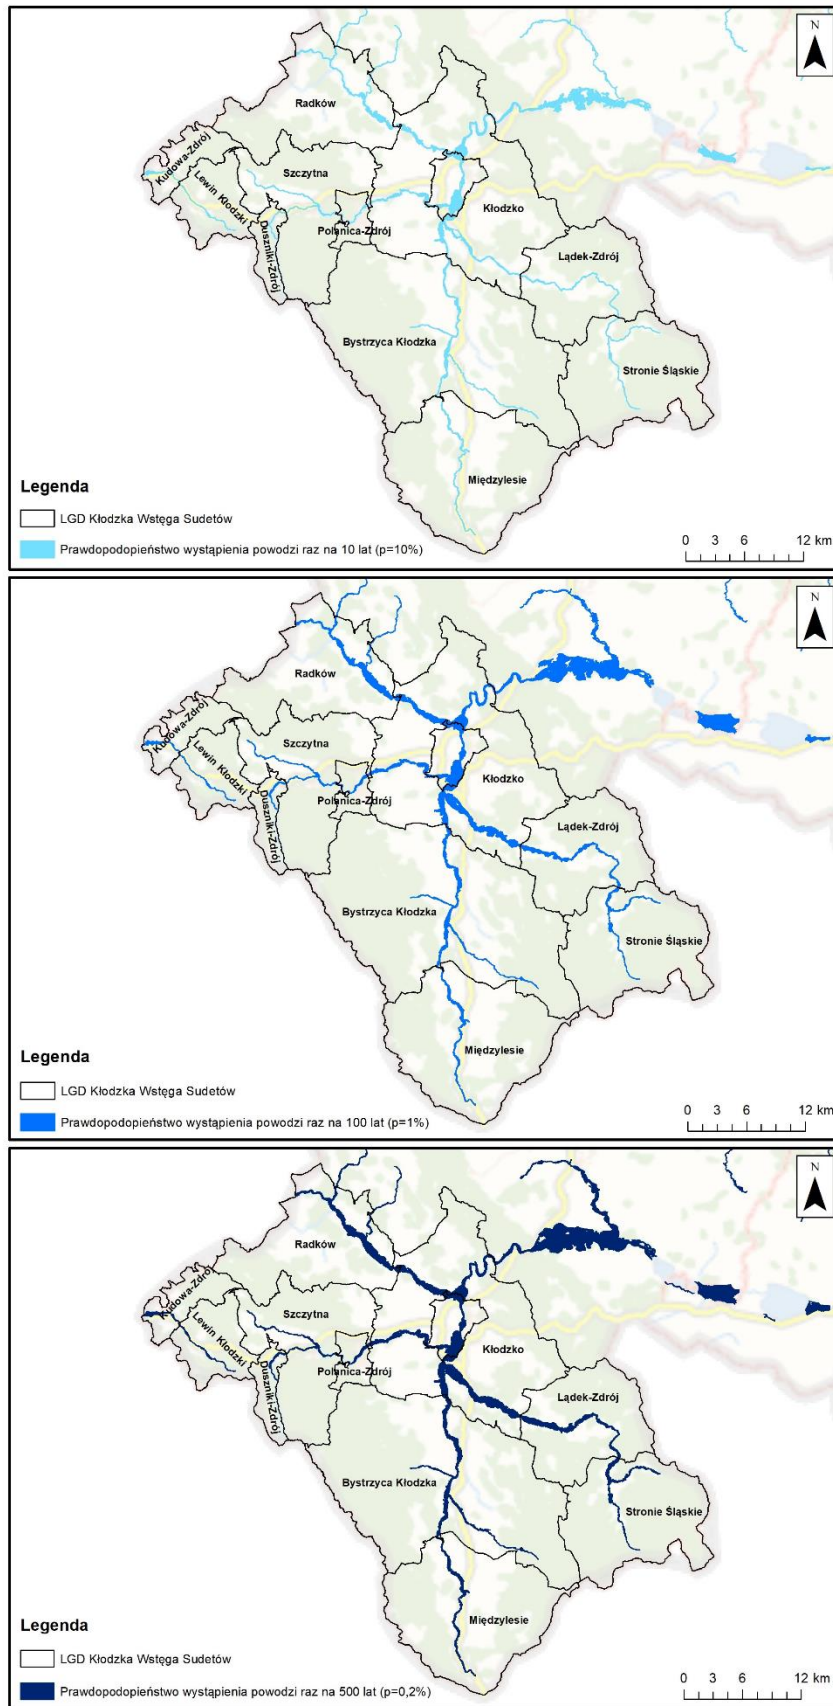 N
Radków
Kudowa-Zdrój
Szczytna
Lewin Kłodzki
Kłodzko
Duszniki-Zdrój
Polanica-Zdrój
Lądek-Zdrój
Bystrzyca Kłodzka
Stronie Śląskie
Międzylesie
Legenda
LGD Kłodzka Wstęga Sudetów
Prawdopodopieństwo wystąpienia powodzi raz na 10 lat (p=10%)
0 3 6 12 km
N
Radków
Kudowa-Zdrój
Szczytna
Lewin Kłodzki
Kłodzko
Duszniki-Zdrój
Polanica-Zdrój
Lądek-Zdrój
Bystrzyca Kłodzka
Stronie Śląskie
Międzylesie
Legenda
LGD Kłodzka Wstęga Sudetów
Prawdopodopieństwo wystąpienia powodzi raz na 100 lat (p=1%)
0 3 6 12 km
N
Radków
Kudowa-Zdrój
Szczytna
Lewin Kłodzki
Kłodzko
Duszniki-Zdrój
Polanica-Zdrój
Lądek-Zdrój
Bystrzyca Kłodzka
Stronie Śląskie
Międzylesie
Legenda
LGD Kłodzka Wstęga Sudetów
Prawdopodopieństwo wystąpienia powodzi raz na 500 lat (p=0,2%)
0 3 6 12 km